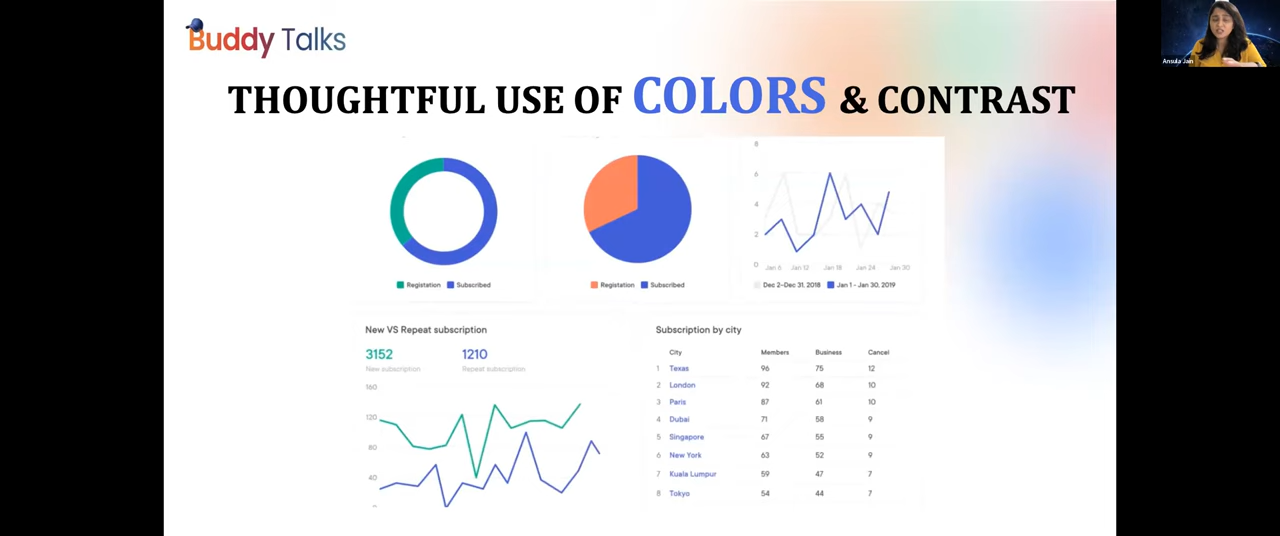 Buddy Talks
Ansula Jain
THOUGHTFUL USE OF COLORS & CONTRAST
Registation Subscribed
Registation Subscribed
8
6
4
2
0
Jan 6 Jan 12 Jan 18 Jan 24 Jan 30
Dec 2-Dec 31, 2018 Jan 1 - Jan 30, 2019
New VS Repeat subscription
3152 1210
New subscription Repeat subscription
160
120
80
40
Subscription by city
City Members Business Cancel
1 Texas 96 75 12
2 London 92 68 10
3 Paris 87 61 10
4 Dubai 71 58 9
5 Singapore 67 55 9
6 New York 63 52 9
7 Kuala Lumpur 59 47 7
8 Tokyo 54 44 7